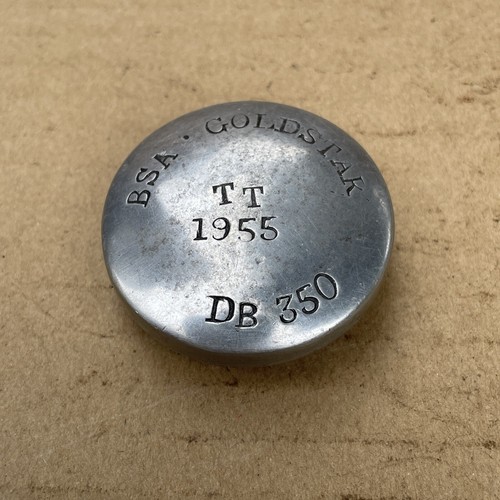 BSA · GOLDSTAR
TT
1955
DB 350